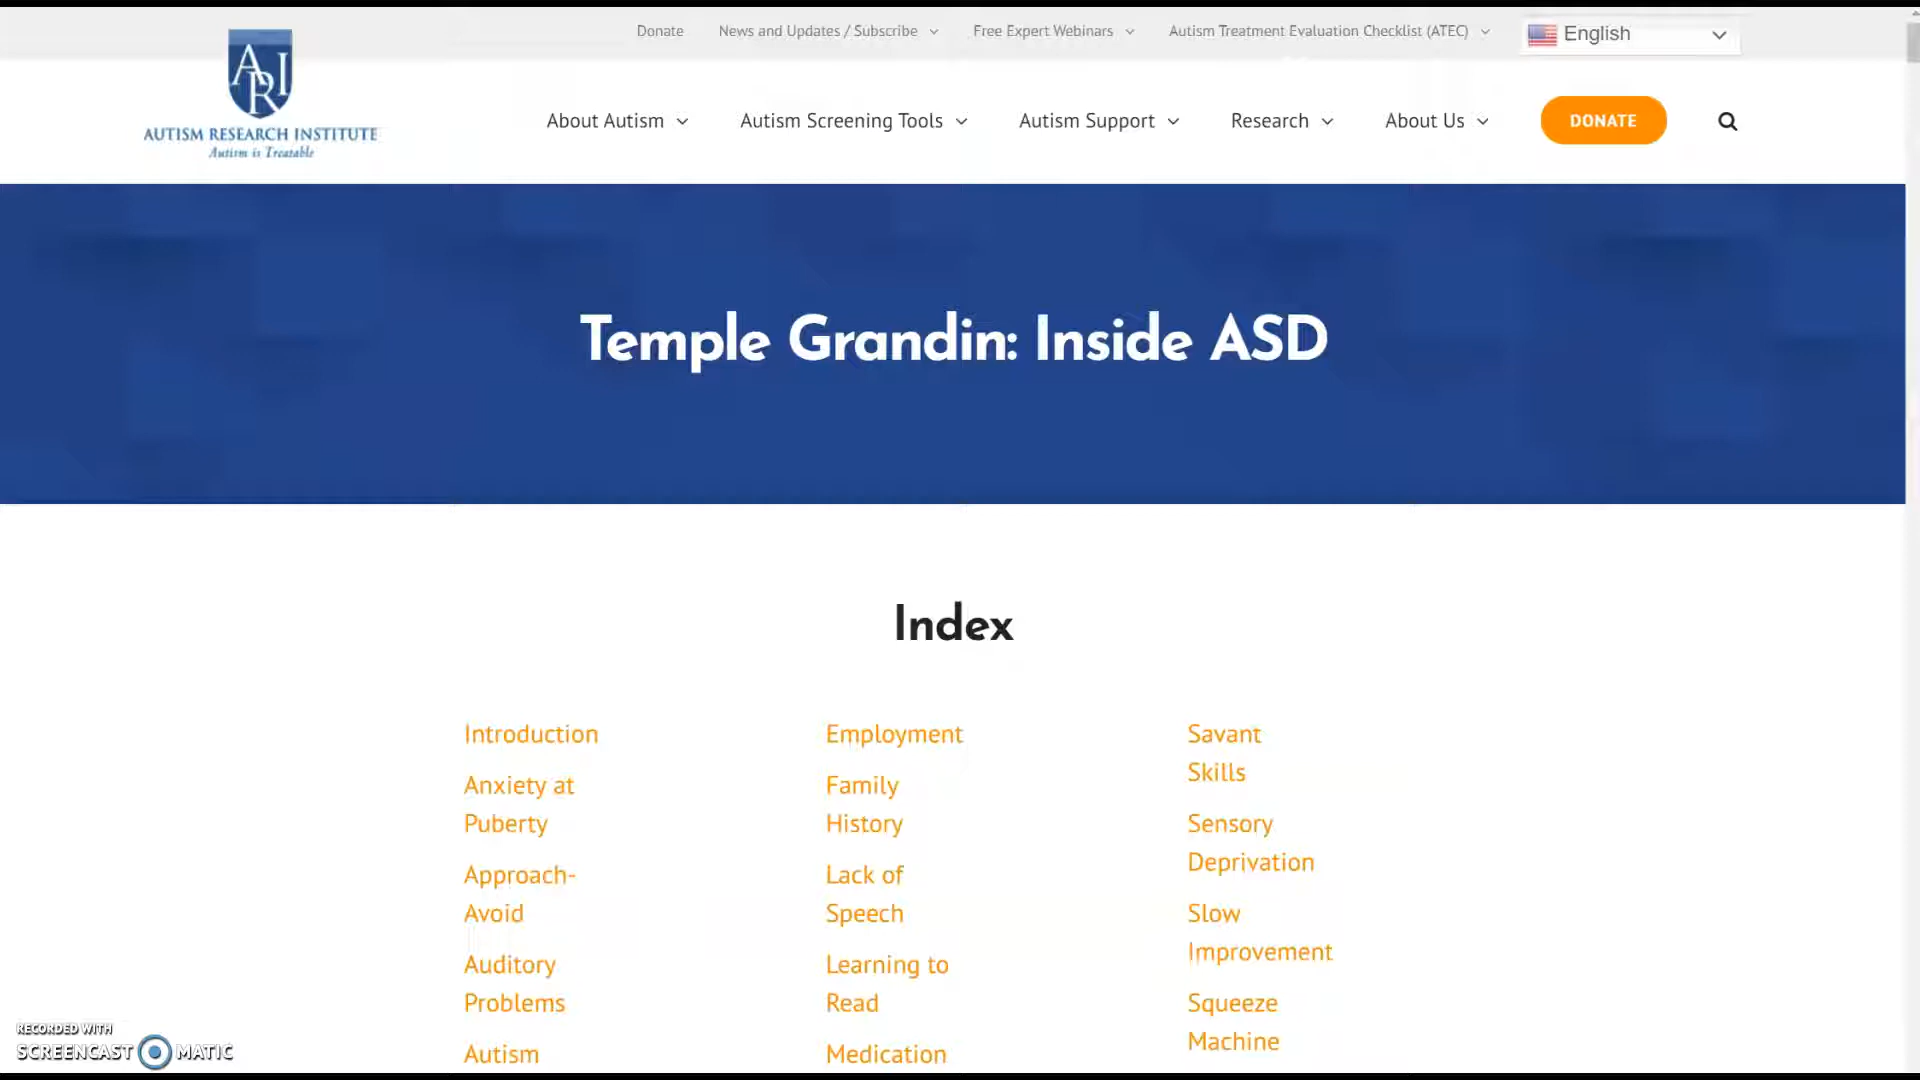 Donate
News and Updates / Subscribe
Free Expert Webinars
Autism Treatment Evaluation Checklist (ATEC)
English
ARI
AUTISM RESEARCH INSTITUTE
Autism is Treatable
About Autism
Autism Screening Tools
Autism Support
Research
About Us
DONATE
Temple Grandin: Inside ASD
Index
Introduction
Anxiety at
Puberty
Approach-
Avoid
Auditory
Problems
Autism
Employment
Family
History
Lack of
Speech
Learning to
Read
Medication
Savant
Skills
Sensory
Deprivation
Slow
Improvement
Squeeze
Machine
RECORDED WITH
SCREENCAST MATIC